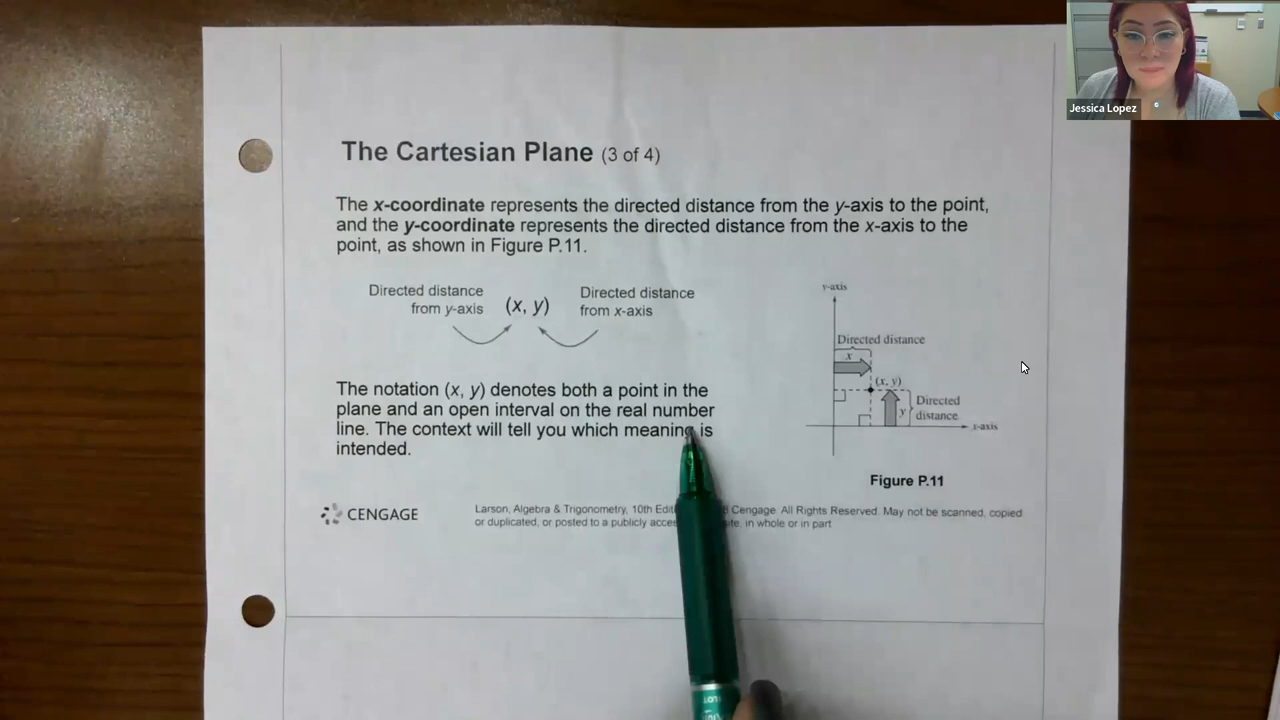 Jessica Lopez
The Cartesian Plane (3 of 4)
The x-coordinate represents the directed distance from the y-axis to the point,
and the y-coordinate represents the directed distance from the x-axis to the
point, as shown in Figure P.11.
Directed distance
from y-axis
(x, y)
Directed distance
from x-axis
The notation (x, y) denotes both a point in the
plane and an open interval on the real number
line. The context will tell you which meaning is
intended.
y-axis
Directed distance
x
(x, y)
Directed
distance
y
x-axis
Figure P.11
CENGAGE
Larson, Algebra & Trigonometry, 10th Cengage. All Rights Reserved. May not be scanned, copied
or duplicated, or posted to a publicly in whole or in part